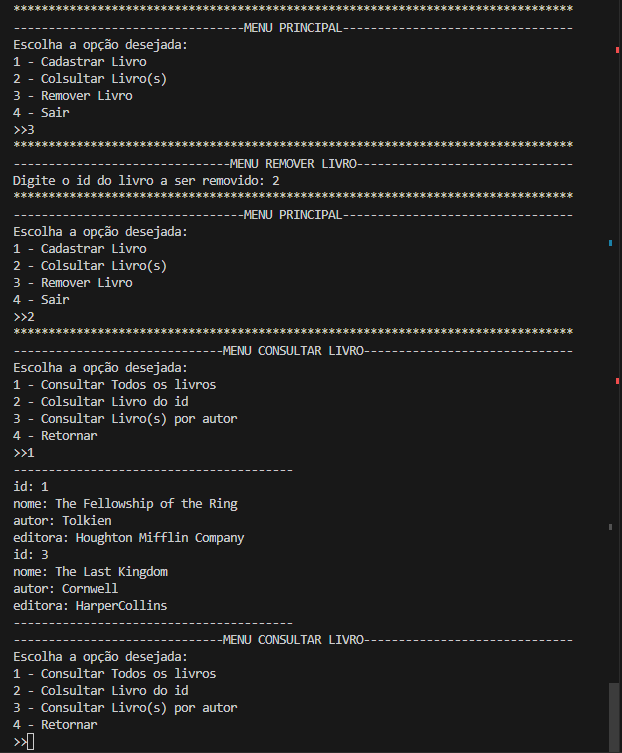 ********************************************************************************
---------------------------------MENU PRINCIPAL---------------------------------
Escolha a opção desejada:
1 - Cadastrar Livro
2 - Colsultar Livro(s)
3 - Remover Livro
4 - Sair
>>3
********************************************************************************
-------------------------------MENU REMOVER LIVRO-------------------------------
Digite o id do livro a ser removido: 2
********************************************************************************
---------------------------------MENU PRINCIPAL---------------------------------
Escolha a opção desejada:
1 - Cadastrar Livro
2 - Colsultar Livro(s)
3 - Remover Livro
4 - Sair
>>2
********************************************************************************
------------------------------MENU CONSULTAR LIVRO------------------------------
Escolha a opção desejada:
1 - Consultar Todos os livros
2 - Colsultar Livro do id
3 - Consultar Livro(s) por autor
4 - Retornar
>>1
----------------------------------------
id: 1
nome: The Fellowship of the Ring
autor: Tolkien
editora: Houghton Mifflin Company
id: 3
nome: The Last Kingdom
autor: Cornwell
editora: HarperCollins
----------------------------------------
------------------------------MENU CONSULTAR LIVRO------------------------------
Escolha a opção desejada:
1 - Consultar Todos os livros
2 - Colsultar Livro do id
3 - Consultar Livro(s) por autor
4 - Retornar
>>